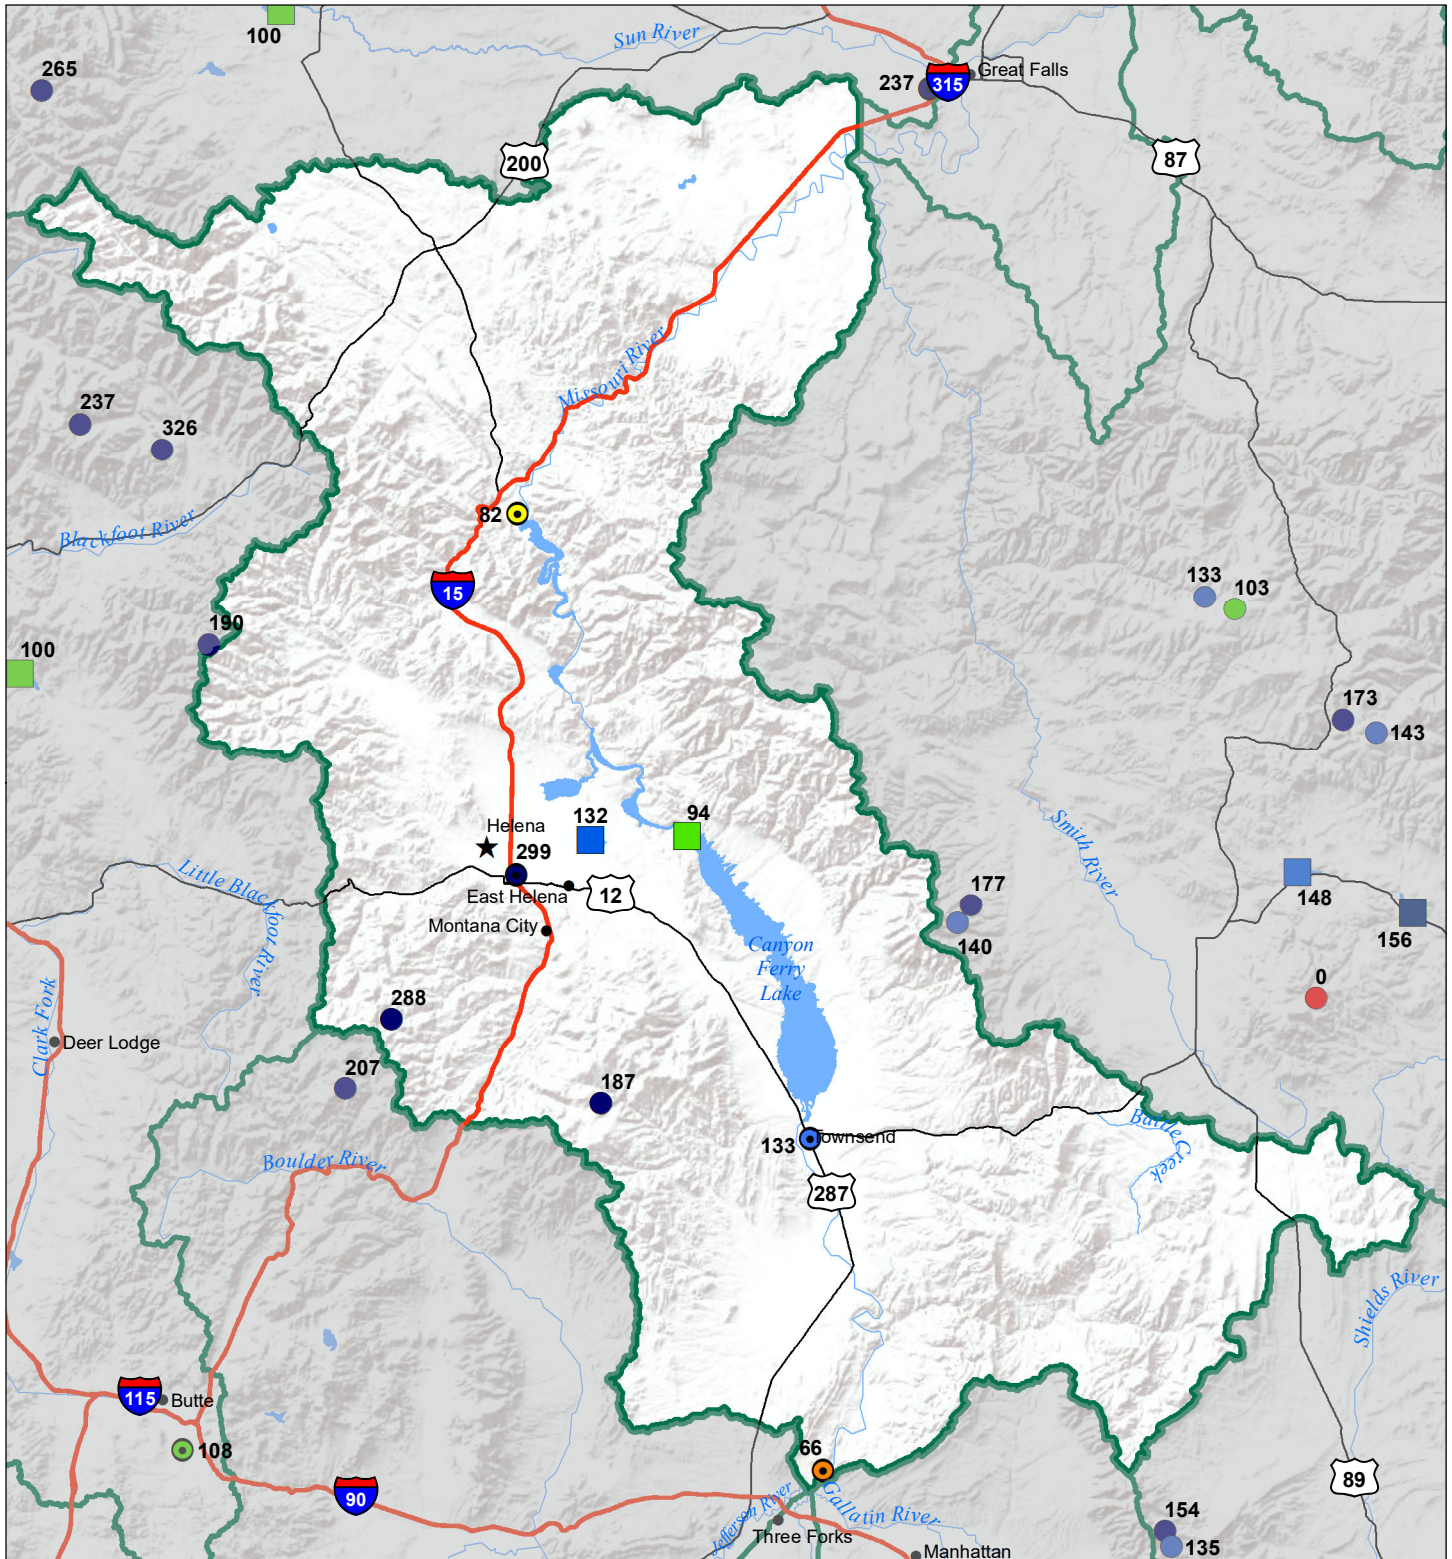 100
Sun River
265
Great Falls
237
315
200
87
Missouri River
237
326
82
Blackfoot River
15
133
103
190
100
173
143
Smith River
132
94
Helena
299
148
Little Blackfoot River
East Helena
12
177
156
Montana City
140
Canyon
Ferry
Lake
0
288
Clark Fork
Deer Lodge
207
187
Battle Creek
133
Townsend
Boulder River
287
Shields River
115
Butte
108
66
89
90
Jefferson River
Gallatin River
154
Three Forks
135
Manhattan